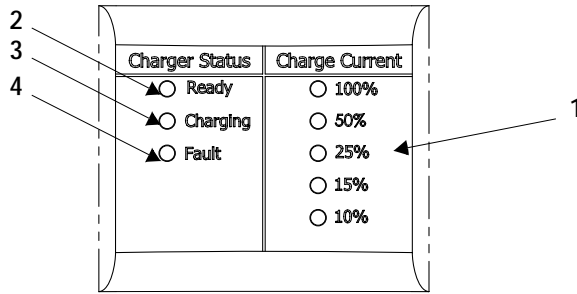 2
3
4
1
Charger Status
Ready
Charging
Fault
Charge Current
100%
50%
25%
15%
10%